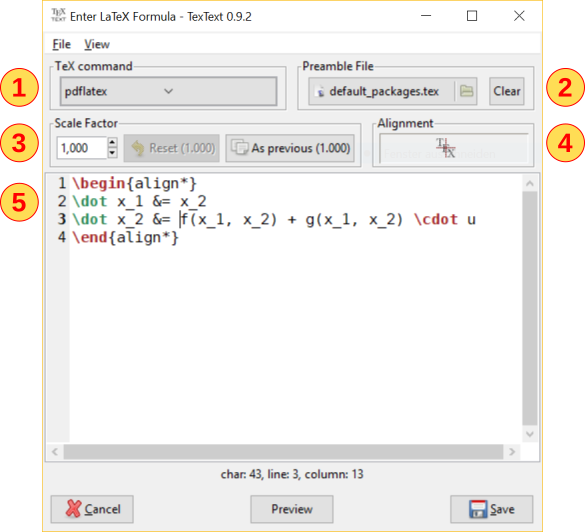 TEX TEXT Enter LaTeX Formula - TexText 0.9.2
File View
TeX command Preamble File
1 pdflatex default_packages.tex Clear 2
Scale Factor Alignment
3 1,000 Reset (1.000) As previous (1.000) TEX 4
5
1 \begin{align*}
2 \dot x_1 &= x_2
3 \dot x_2 &= f(x_1, x_2) + g(x_1, x_2) \cdot u
4 \end{align*}
char: 43, line: 3, column: 13
Cancel Preview Save